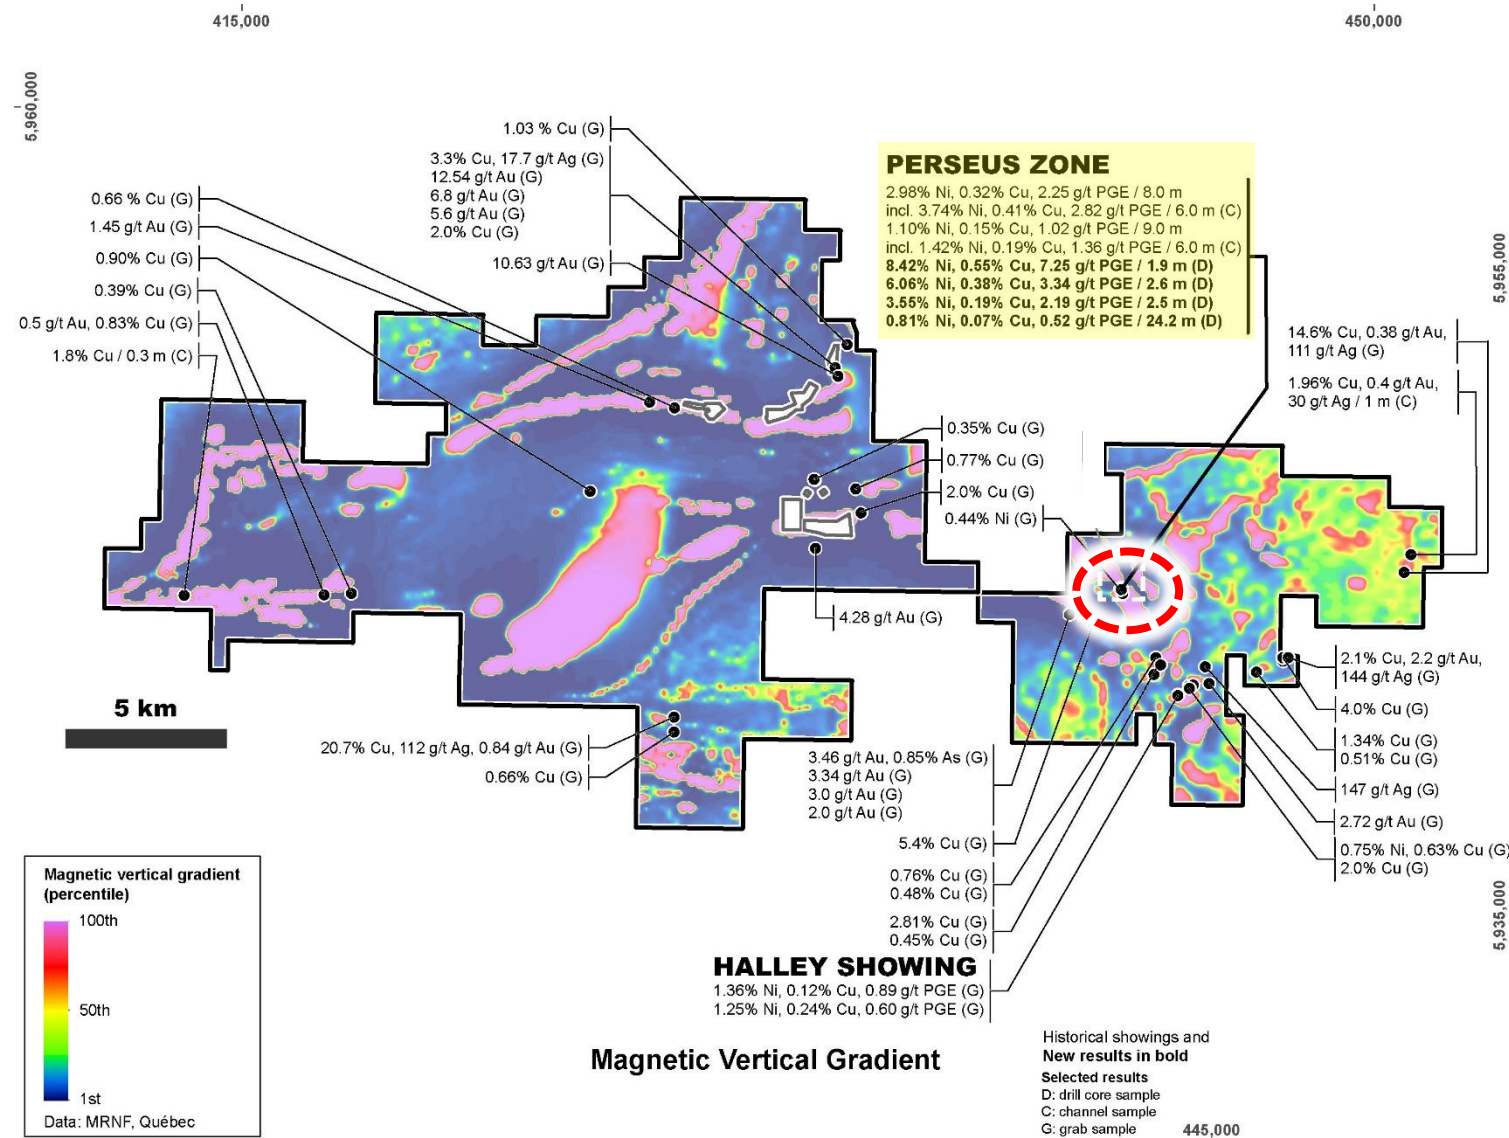 415,000
450,000
5,960,000
1.03 % Cu (G)
3.3% Cu, 17.7 g/t Ag (G)
12.54 g/t Au (G)
6.8 g/t Au (G)
5.6 g/t Au (G)
2.0% Cu (G)
10.63 g/t Au (G)
0.66 % Cu (G)
1.45 g/t Au (G)
0.90% Cu (G)
0.39% Cu (G)
0.5 g/t Au, 0.83% Cu (G)
1.8% Cu / 0.3 m (C)
PERSEUS ZONE
2.98% Ni, 0.32% Cu, 2.25 g/t PGE / 8.0 m
incl. 3.74% Ni, 0.41% Cu, 2.82 g/t PGE / 6.0 m (C)
1.10% Ni, 0.15% Cu, 1.02 g/t PGE / 9.0 m
incl. 1.42% Ni, 0.19% Cu, 1.36 g/t PGE / 6.0 m (C)
8.42% Ni, 0.55% Cu, 7.25 g/t PGE / 1.9 m (D)
6.06% Ni, 0.38% Cu, 3.34 g/t PGE / 2.6 m (D)
3.55% Ni, 0.19% Cu, 2.19 g/t PGE / 2.5 m (D)
0.81% Ni, 0.07% Cu, 0.52 g/t PGE / 24.2 m (D)
5,955,000
14.6% Cu, 0.38 g/t Au,
111 g/t Ag (G)
1.96% Cu, 0.4 g/t Au,
30 g/t Ag / 1 m (C)
0.35% Cu (G)
0.77% Cu (G)
2.0% Cu (G)
0.44% Ni (G)
4.28 g/t Au (G)
2.1% Cu, 2.2 g/t Au,
144 g/t Ag (G)
4.0% Cu (G)
1.34% Cu (G)
0.51% Cu (G)
147 g/t Ag (G)
2.72 g/t Au (G)
0.75% Ni, 0.63% Cu (G)
2.0% Cu (G)
5 km
20.7% Cu, 112 g/t Ag, 0.84 g/t Au (G)
0.66% Cu (G)
3.46 g/t Au, 0.85% As (G)
3.34 g/t Au (G)
3.0 g/t Au (G)
2.0 g/t Au (G)
5.4% Cu (G)
0.76% Cu (G)
0.48% Cu (G)
2.81% Cu (G)
0.45% Cu (G)
HALLEY SHOWING
1.36% Ni, 0.12% Cu, 0.89 g/t PGE (G)
1.25% Ni, 0.24% Cu, 0.60 g/t PGE (G)
5,935,000
Magnetic vertical gradient
(percentile)
100th
50th
1st
Data: MRNF, Québec
Magnetic Vertical Gradient
Historical showings and
New results in bold
Selected results
D: drill core sample
C: channel sample
G: grab sample
445,000